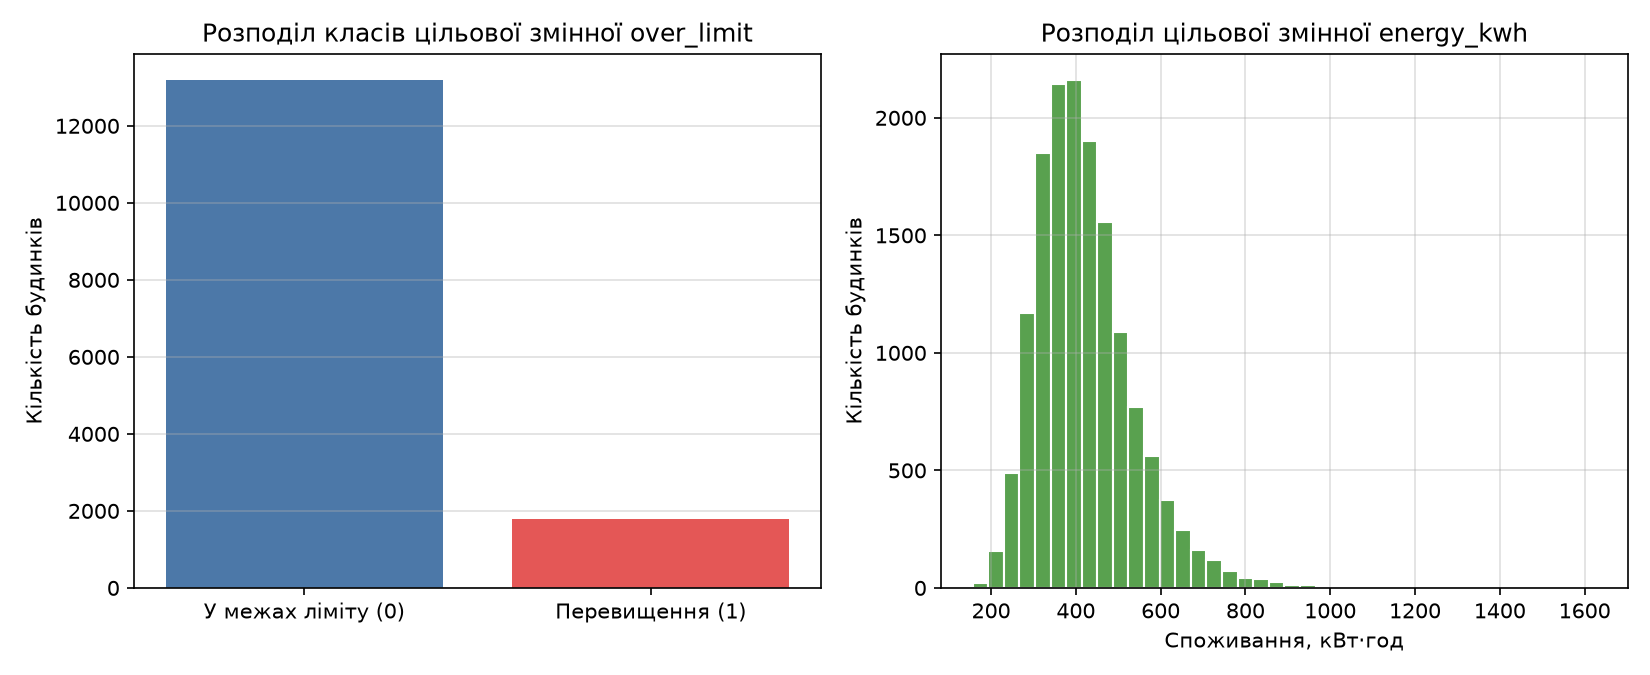 Розподіл класів цільової змінної over_limit
Кількість будинків
12000
10000
8000
6000
4000
2000
0
У межах ліміту (0)
Перевищення (1)
Розподіл цільової змінної energy_kwh
Кількість будинків
2000
1500
1000
500
0
200 400 600 800 1000 1200 1400 1600
Споживання, кВт·год